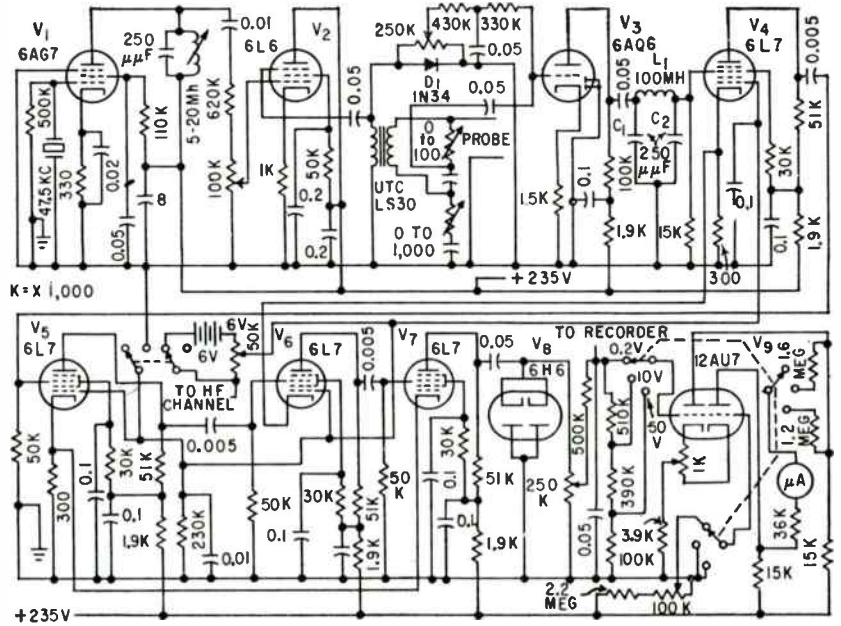 V1
6AG7
250
μμF
0.01
6L6
V2
5-20Mh
500K
47.5KC
330
0.02
110K
0.05
8
620K
100K
1K
50K
0.2
0.2
0.05
250K
430K
330K
0.05
D1
1N34
0.05
0
to
100
PROBE
UTC
LS30
0 TO
1,000
V3
6AQ6
0.05
L1
100MH
C1
C2
250
μμF
1.5K
0.1
100K
1.9K
15K
V4
6L7
0.005
51K
30K
0.1
0.1
1.9K
300
+235V
K=X 1,000
V5
6L7
6V
6V
50K
TO HF
CHANNEL
0.005
50K
300
0.1
30K
51K
0.1
1.9K
230K
0.01
V6
6L7
0.005
50K
30K
0.1
51K
1.9K
50
K
V7
6L7
0.05
30K
0.1
0.1
51K
1.9K
V8
6H6
250
K
500K
TO RECORDER
0.2V
10V
50
V
510K
390K
0.05
3.9K
100K
2.2
MEG
100K
12AU7
V9
1K
1.6
MEG
1.2
MEG
μA
36K
15K
15K
+235V